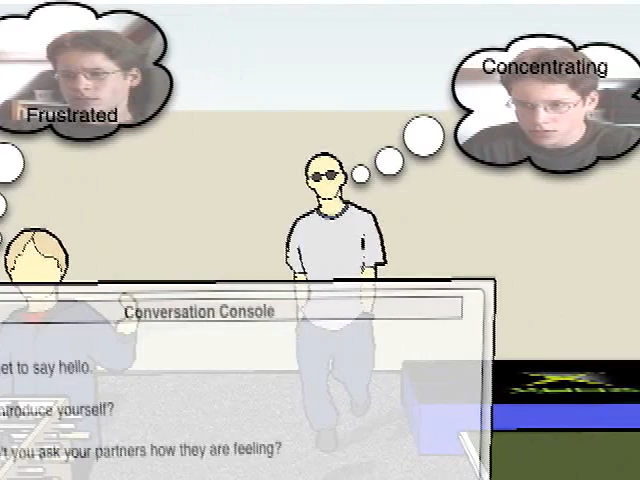 Concentrating
Frustrated
Conversation Console
et to say hello.
ntroduce yourself?
't you ask your partners how they are feeling?